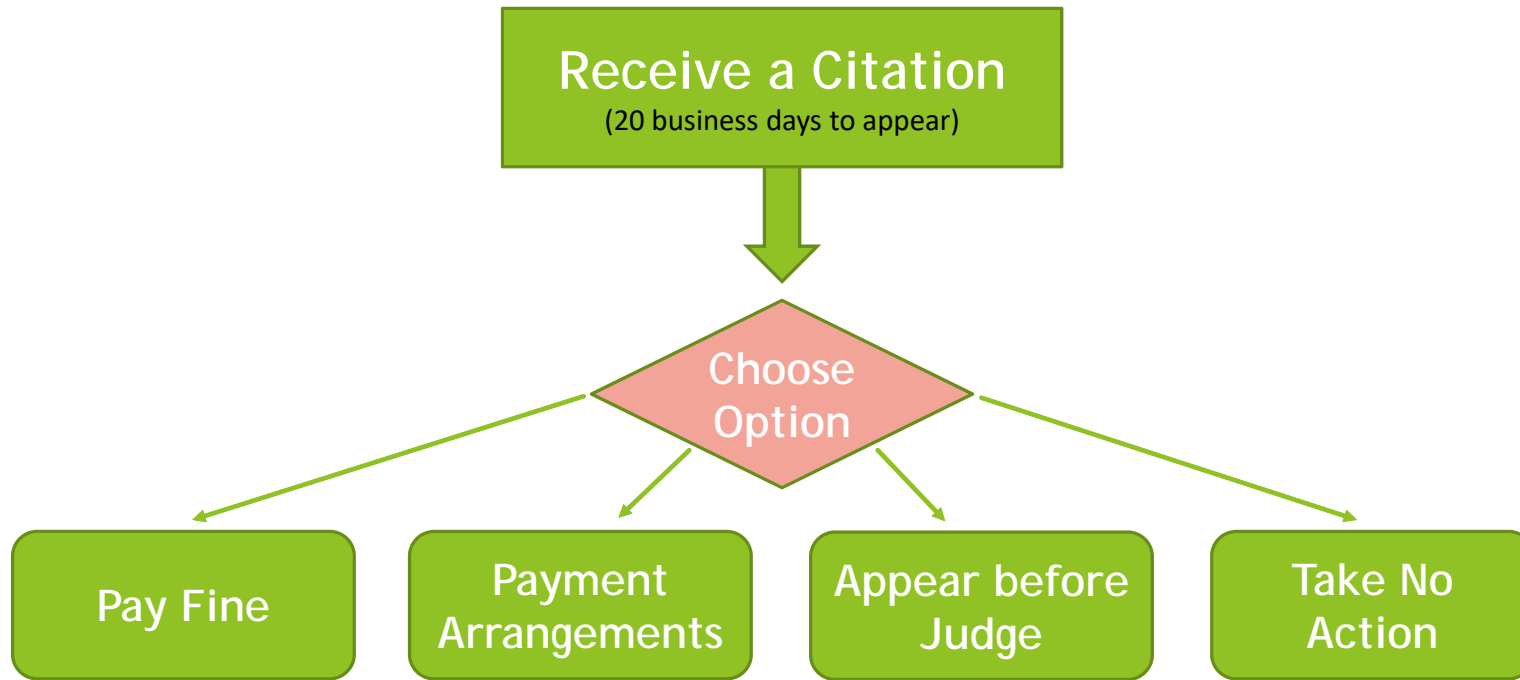 Receive a Citation
(20 business days to appear)
Choose
Option
Pay Fine
Payment
Arrangements
Appear before
Judge
Take No
Action